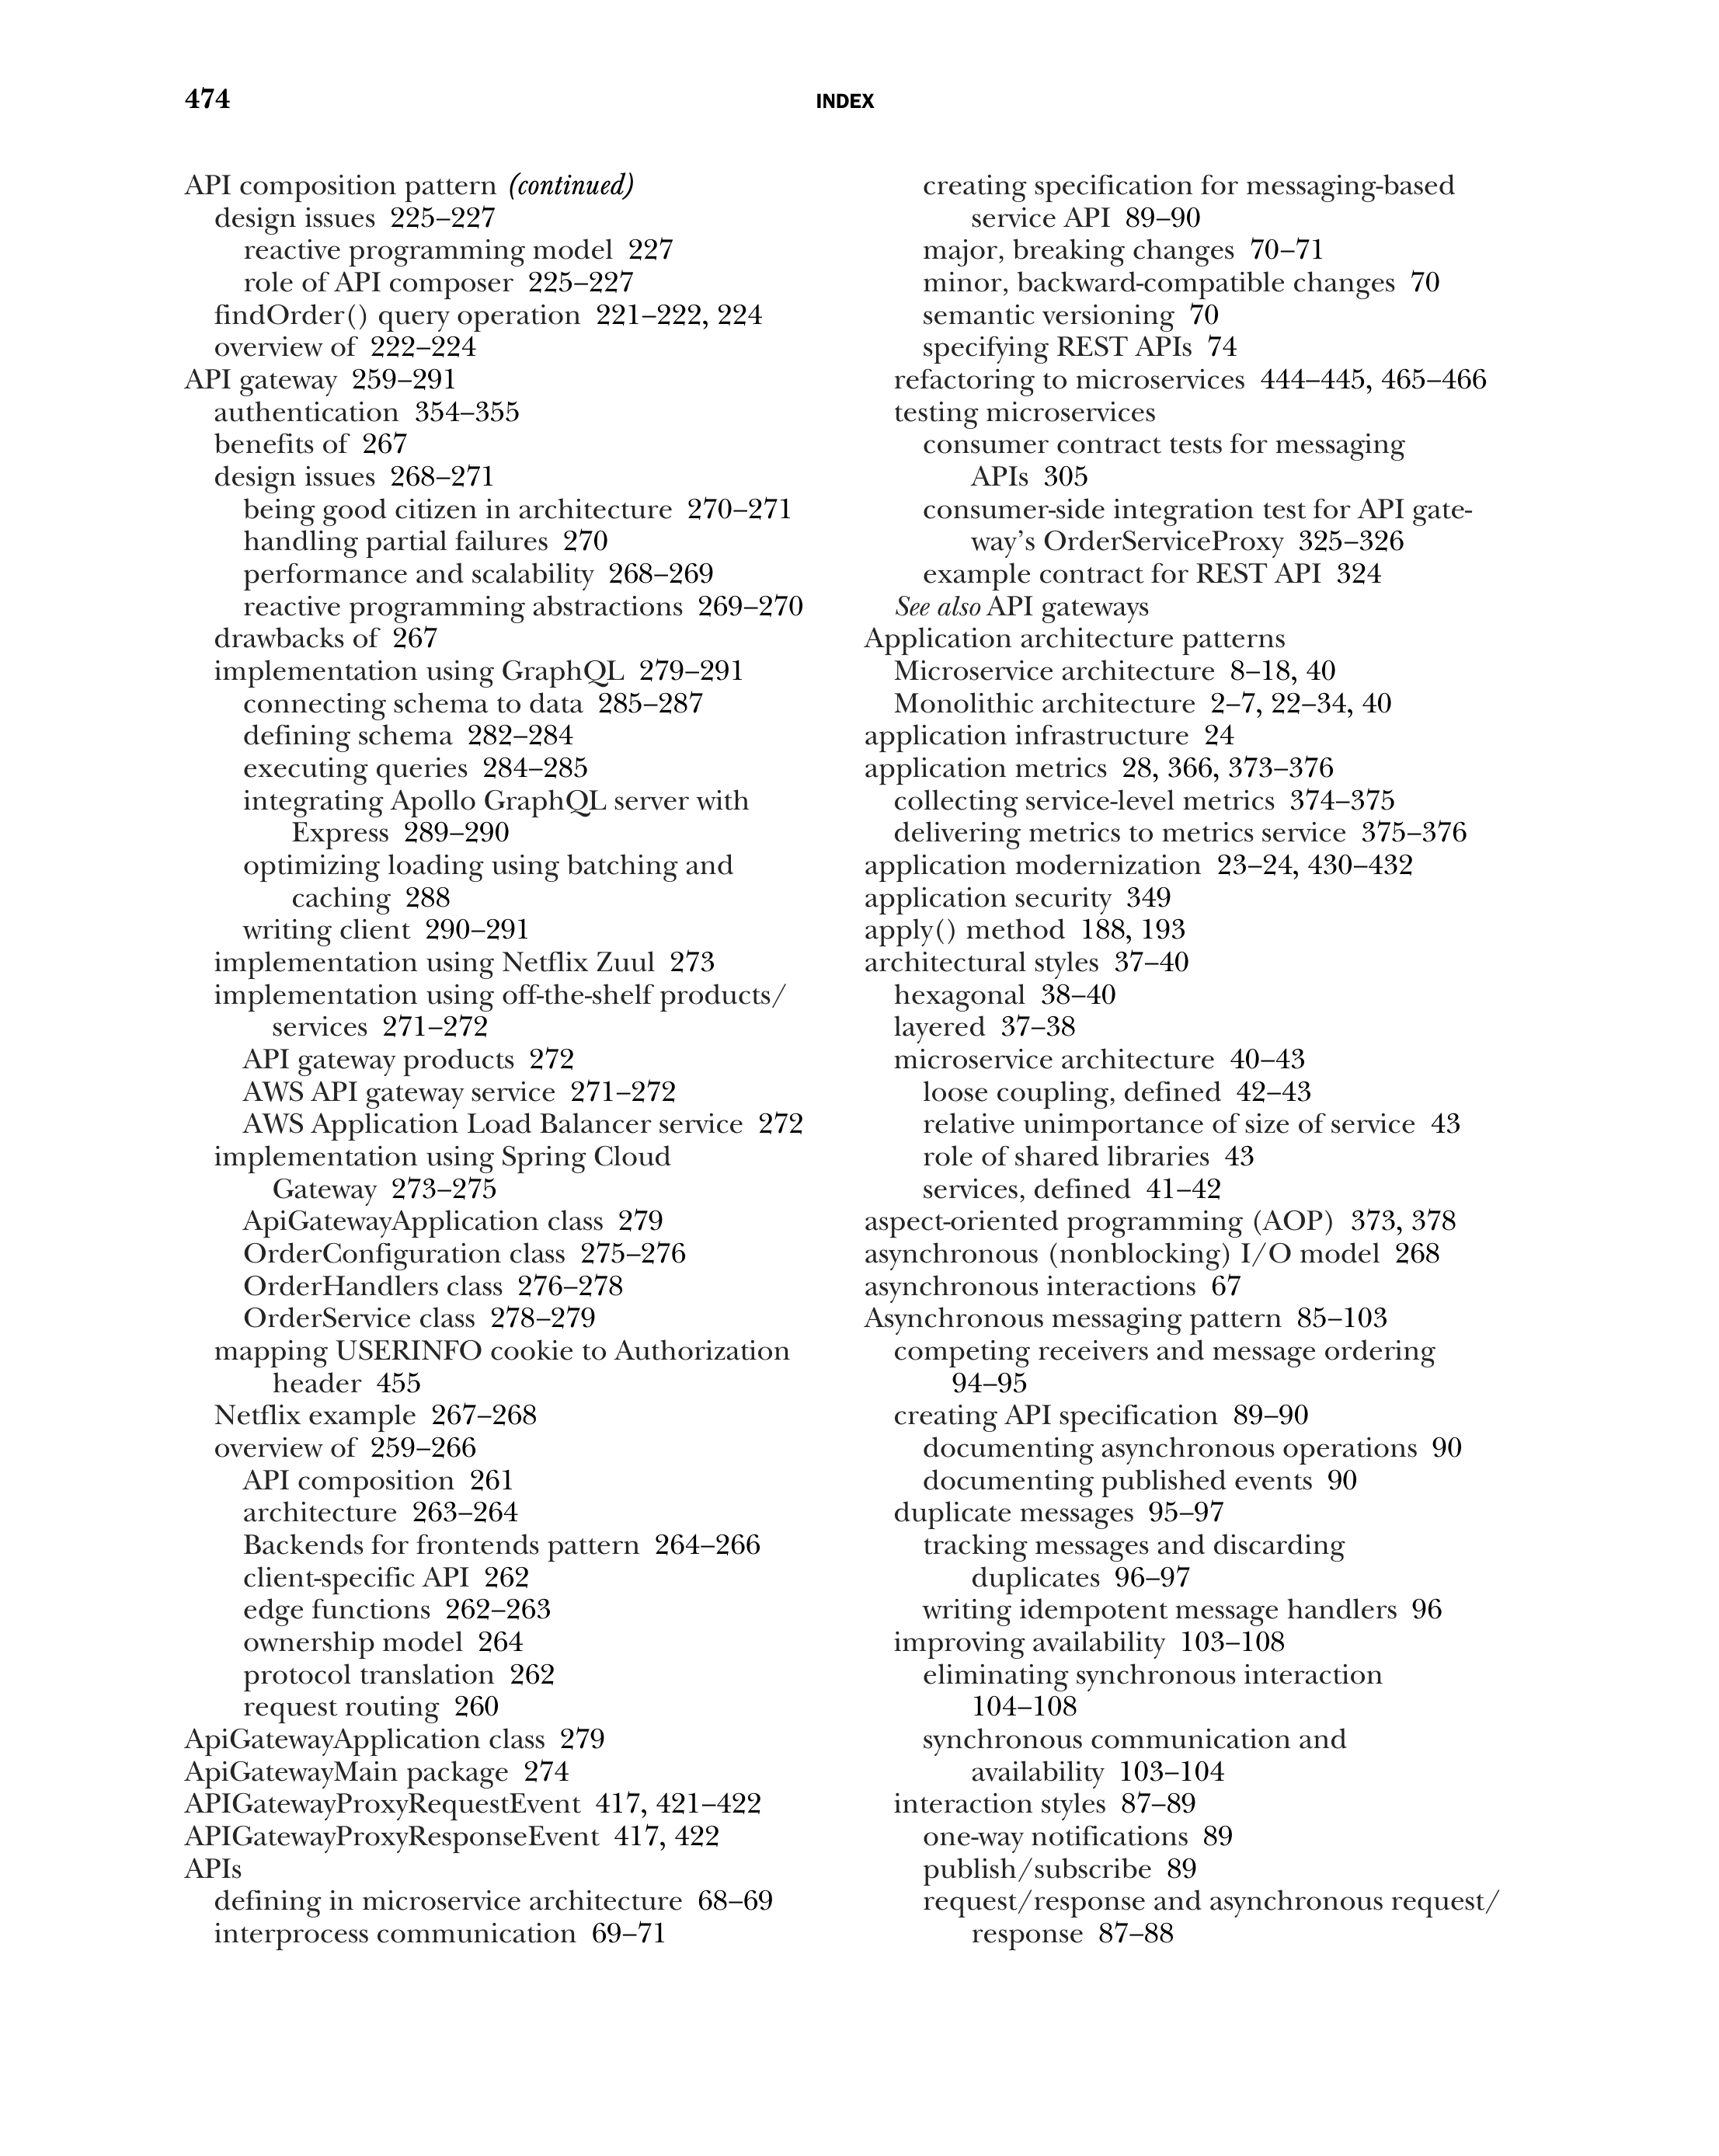 474
INDEX
API composition pattern (continued)
design issues 225–227
reactive programming model 227
role of API composer 225–227
findOrder() query operation 221–222, 224
overview of 222–224
API gateway 259–291
authentication 354–355
benefits of 267
design issues 268–271
being good citizen in architecture 270–271
handling partial failures 270
performance and scalability 268–269
reactive programming abstractions 269–270
drawbacks of 267
implementation using GraphQL 279–291
connecting schema to data 285–287
defining schema 282–284
executing queries 284–285
integrating Apollo GraphQL server with
Express 289–290
optimizing loading using batching and
caching 288
writing client 290–291
implementation using Netflix Zuul 273
implementation using off-the-shelf products/
services 271–272
API gateway products 272
AWS API gateway service 271–272
AWS Application Load Balancer service 272
implementation using Spring Cloud
Gateway 273–275
ApiGatewayApplication class 279
OrderConfiguration class 275–276
OrderHandlers class 276–278
OrderService class 278–279
mapping USERINFO cookie to Authorization
header 455
Netflix example 267–268
overview of 259–266
API composition 261
architecture 263–264
Backends for frontends pattern 264–266
client-specific API 262
edge functions 262–263
ownership model 264
protocol translation 262
request routing 260
ApiGatewayApplication class 279
ApiGatewayMain package 274
APIGatewayProxyRequestEvent 417, 421–422
APIGatewayProxyResponseEvent 417, 422
APIs
defining in microservice architecture 68–69
interprocess communication 69–71
creating specification for messaging-based
service API 89–90
major, breaking changes 70–71
minor, backward-compatible changes 70
semantic versioning 70
specifying REST APIs 74
refactoring to microservices 444–445, 465–466
testing microservices
consumer contract tests for messaging
APIs 305
consumer-side integration test for API gate-
way's OrderServiceProxy 325–326
example contract for REST API 324
See also API gateways
Application architecture patterns
Microservice architecture 8–18, 40
Monolithic architecture 2–7, 22–34, 40
application infrastructure 24
application metrics 28, 366, 373–376
collecting service-level metrics 374–375
delivering metrics to metrics service 375–376
application modernization 23–24, 430–432
application security 349
apply() method 188, 193
architectural styles 37–40
hexagonal 38–40
layered 37–38
microservice architecture 40–43
loose coupling, defined 42–43
relative unimportance of size of service 43
role of shared libraries 43
services, defined 41–42
aspect-oriented programming (AOP) 373, 378
asynchronous (nonblocking) I/O model 268
asynchronous interactions 67
Asynchronous messaging pattern 85–103
competing receivers and message ordering
94–95
creating API specification 89–90
documenting asynchronous operations 90
documenting published events 90
duplicate messages 95–97
tracking messages and discarding
duplicates 96–97
writing idempotent message handlers 96
improving availability 103–108
eliminating synchronous interaction
104–108
synchronous communication and
availability 103–104
interaction styles 87–89
one-way notifications 89
publish/subscribe 89
request/response and asynchronous request/
response 87–88